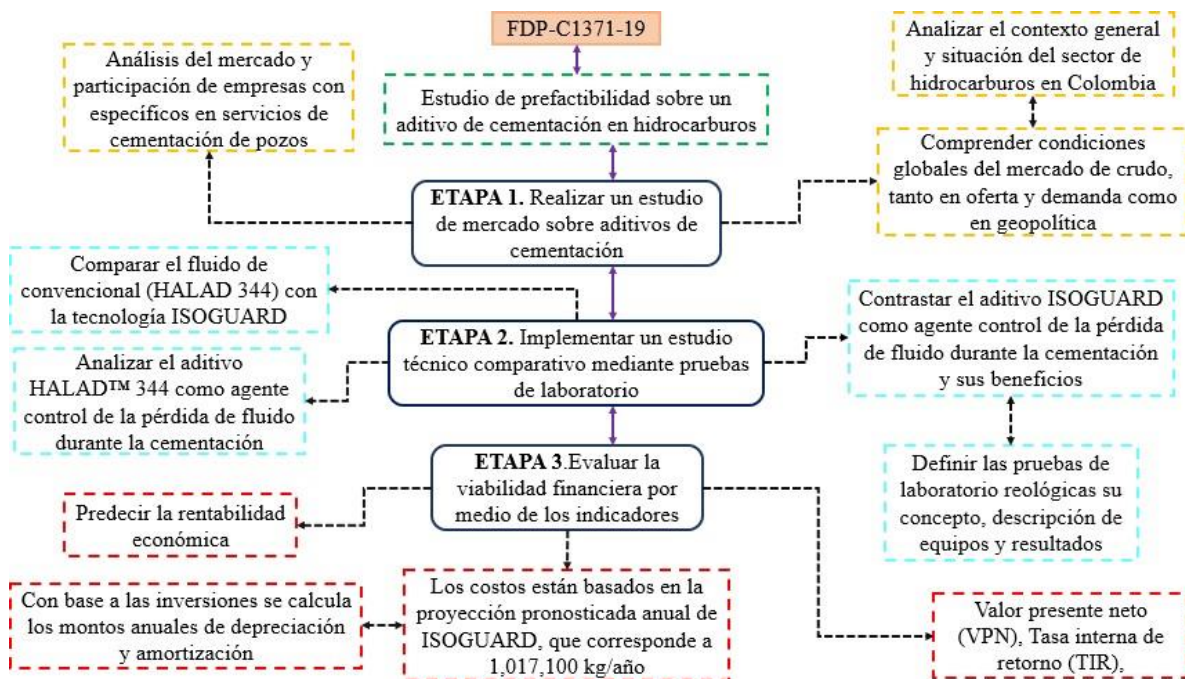 FDP-C1371-19
Estudio de prefactibilidad sobre un
aditivo de cementación en hidrocarburos
Análisis del mercado y
participación de empresas con
específicos en servicios de
cementación de pozos
Analizar el contexto general
y situación del sector de
hidrocarburos en Colombia
Comprender condiciones
globales del mercado de crudo,
tanto en oferta y demanda como
en geopolítica
ETAPA 1. Realizar un estudio
de mercado sobre aditivos de
cementación
Comparar el fluido de
convencional (HALAD 344) con
la tecnología ISOGUARD
Analizar el aditivo
HALAD™ 344 como agente
control de la pérdida de fluido
durante la cementación
ETAPA 2. Implementar un estudio
técnico comparativo mediante pruebas
de laboratorio
Contrastar el aditivo ISOGUARD
como agente control de la pérdida
de fluido durante la cementación
y sus beneficios
Definir las pruebas de
laboratorio reológicas su
concepto, descripción de
equipos y resultados
ETAPA 3.Evaluar la
viabilidad financiera por
medio de los indicadores
Predecir la rentabilidad
económica
Con base a las inversiones se calcula
los montos anuales de depreciación
y amortización
Los costos están basados en la
proyección pronosticada anual de
ISOGUARD, que corresponde a
1,017,100 kg/año
Valor presente neto
(VPN), Tasa interna de
retorno (TIR),